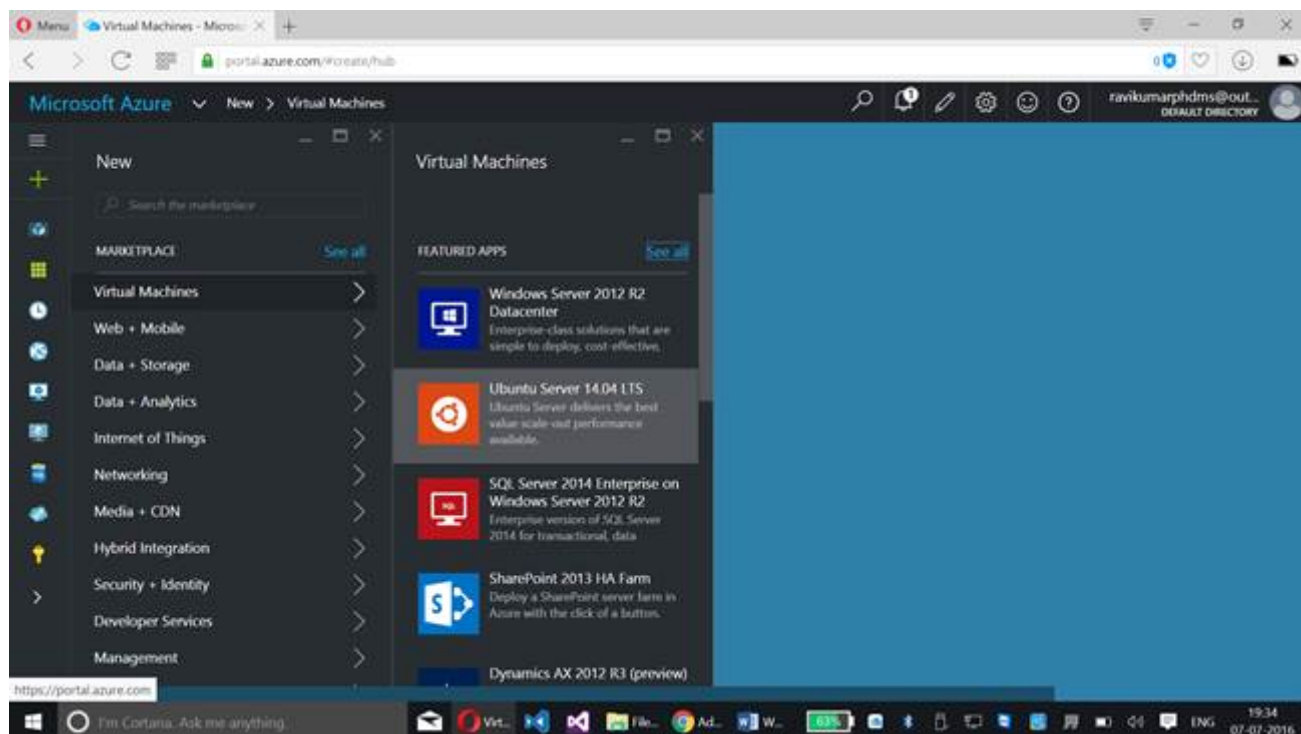 Menu
Virtual Machines - Micros
portal.azure.com/#create/hub
0
Microsoft Azure New > Virtual Machines
1
ravikumarphdms@out...
DEFAULT DIRECTORY
New
Search the marketplace
MARKETPLACE
See all
Virtual Machines
Web + Mobile
Data + Storage
Data + Analytics
Internet of Things
Networking
Media + CDN
Hybrid Integration
Security + Identity
Developer Services
Management
Virtual Machines
FEATURED APPS
See all
Windows Server 2012 R2
Datacenter
Enterprise-class solutions that are
simple to deploy, cost-effective,
Ubuntu Server 14.04 LTS
Ubuntu Server delivers the best
value scale-out performance
available.
SQL Server 2014 Enterprise on
Windows Server 2012 R2
Enterprise version of SQL Server
2014 for transactional, data
SharePoint 2013 HA Farm
Deploy a SharePoint server farm in
Azure with the click of a button.
Dynamics AX 2012 R3 (preview)
https://portal.azure.com
I'm Cortana. Ask me anything.
Virt...
File...
Ad...
W...
63%
ENG
19:34
07-07-2016